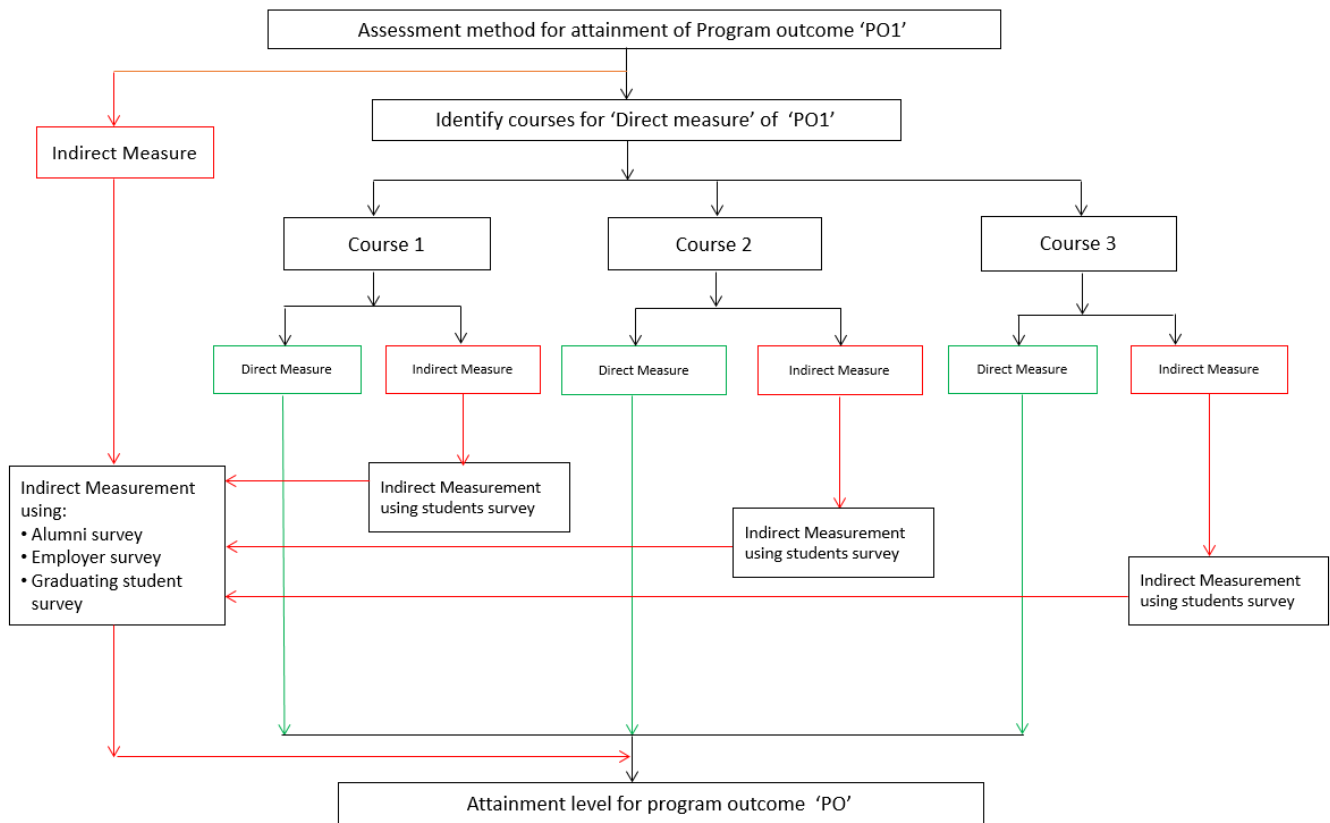 Assessment method for attainment of Program outcome ‘PO1’
Identify courses for ‘Direct measure’ of ‘PO1’
Indirect Measure
Course 1
Course 2
Course 3
Direct Measure
Indirect Measure
Direct Measure
Indirect Measure
Direct Measure
Indirect Measure
Indirect Measurement
using:
• Alumni survey
• Employer survey
• Graduating student
survey
Indirect Measurement
using students survey
Indirect Measurement
using students survey
Indirect Measurement
using students survey
Attainment level for program outcome ‘PO’